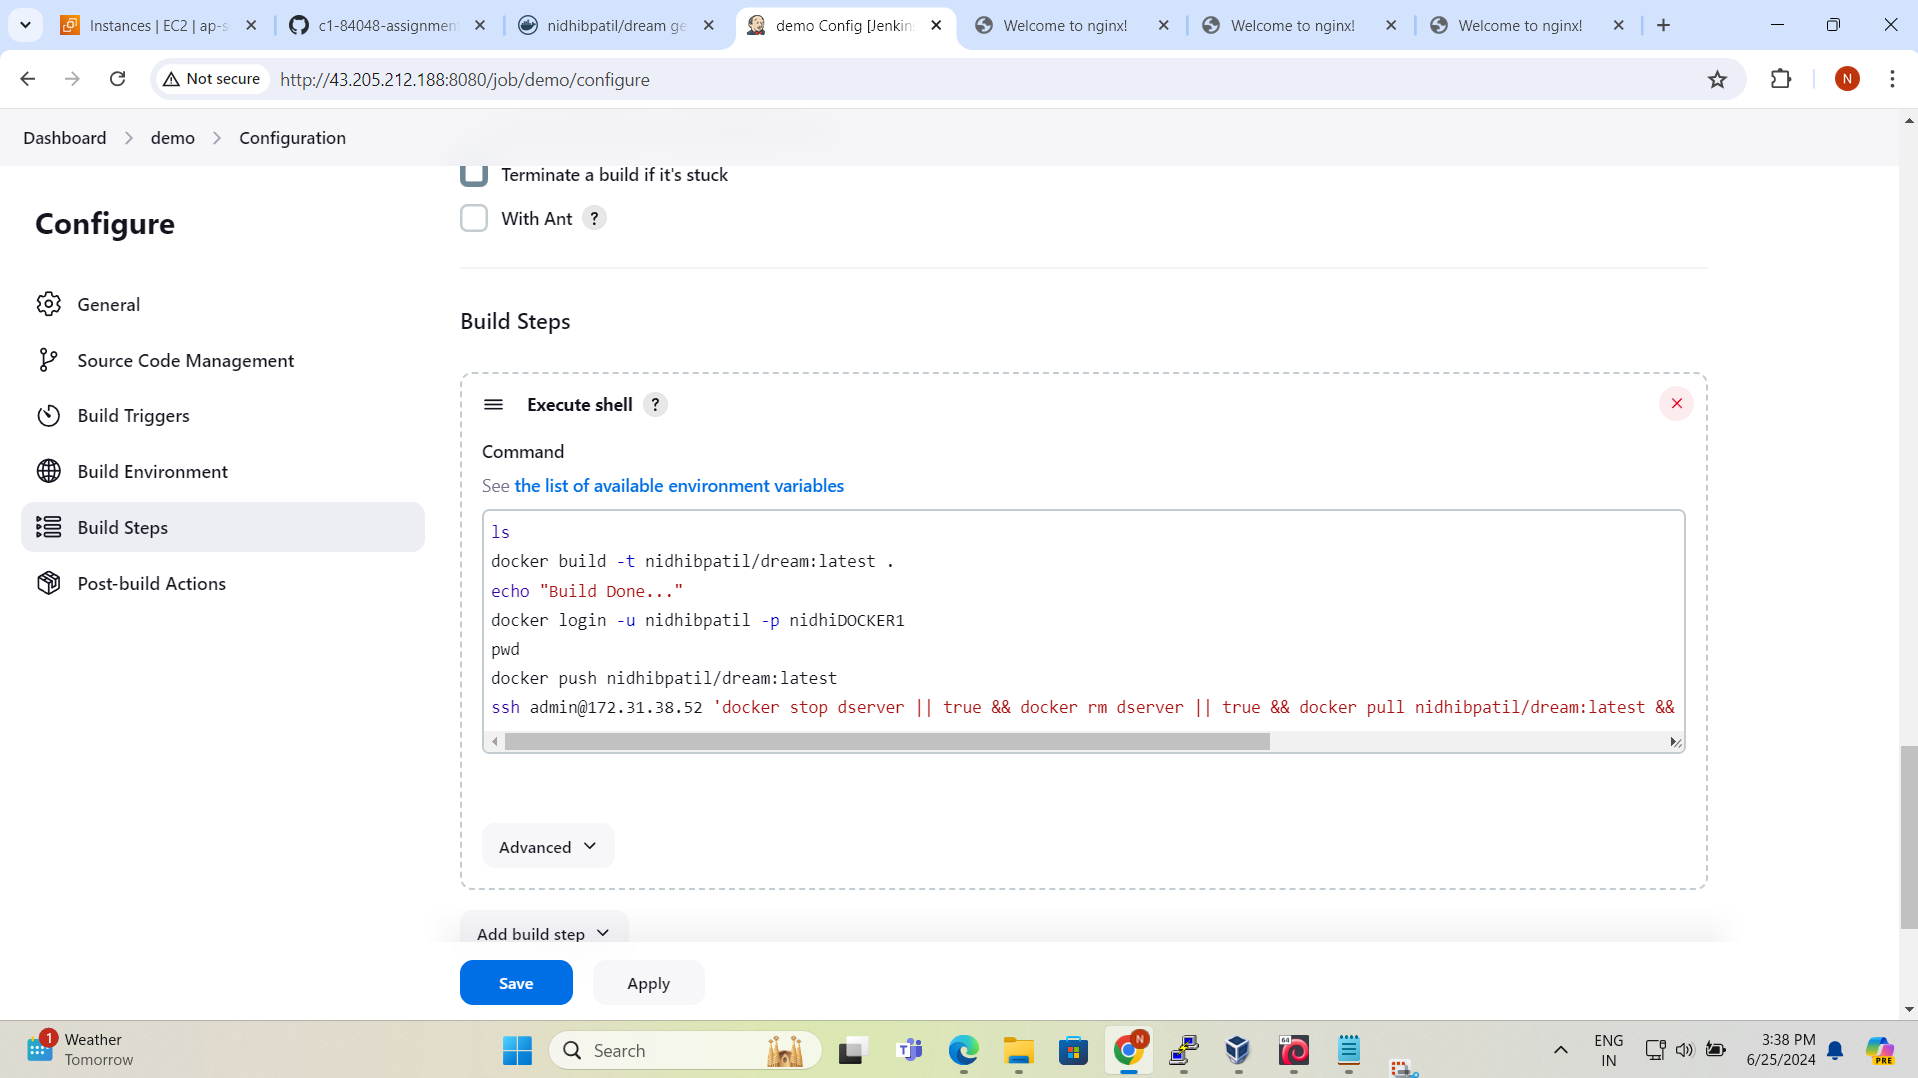 Instances | EC2 | ap-s
c1-84048-assignment
nidhibpatil/dream ge
demo Config [Jenkins
Welcome to nginx!
Welcome to nginx!
Welcome to nginx!
Not secure
http://43.205.212.188:8080/job/demo/configure
N
Dashboard
demo
Configuration
Terminate a build if it's stuck
With Ant ?
Configure
General
Source Code Management
Build Triggers
Build Environment
Build Steps
Post-build Actions
Build Steps
Execute shell ?
Command
See the list of available environment variables
ls
docker build -t nidhibpatil/dream:latest .
echo "Build Done..."
docker login -u nidhibpatil -p nidhiDOCKER1
pwd
docker push nidhibpatil/dream:latest
ssh admin@172.31.38.52 'docker stop dserver || true && docker rm dserver || true && docker pull nidhibpatil/dream:latest &&
Advanced
Add build step
Save
Apply
1
Weather
Tomorrow
Search
N
64
ENG
IN
3:38 PM
6/25/2024
PRE